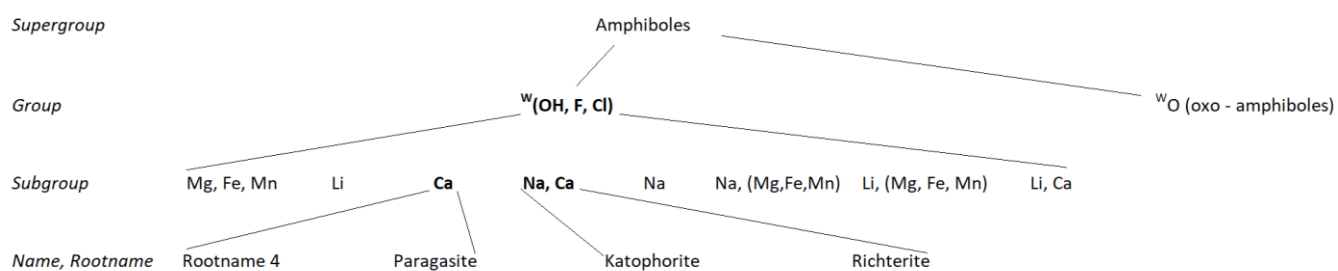 Supergroup Amphiboles
Group W(OH, F, Cl) WO (oxo - amphiboles)
Subgroup Mg, Fe, Mn Li Ca Na, Ca Na Na, (Mg,Fe,Mn) Li, (Mg, Fe, Mn) Li, Ca
Name, Rootname Rootname 4 Paragasite Katophorite Richterite